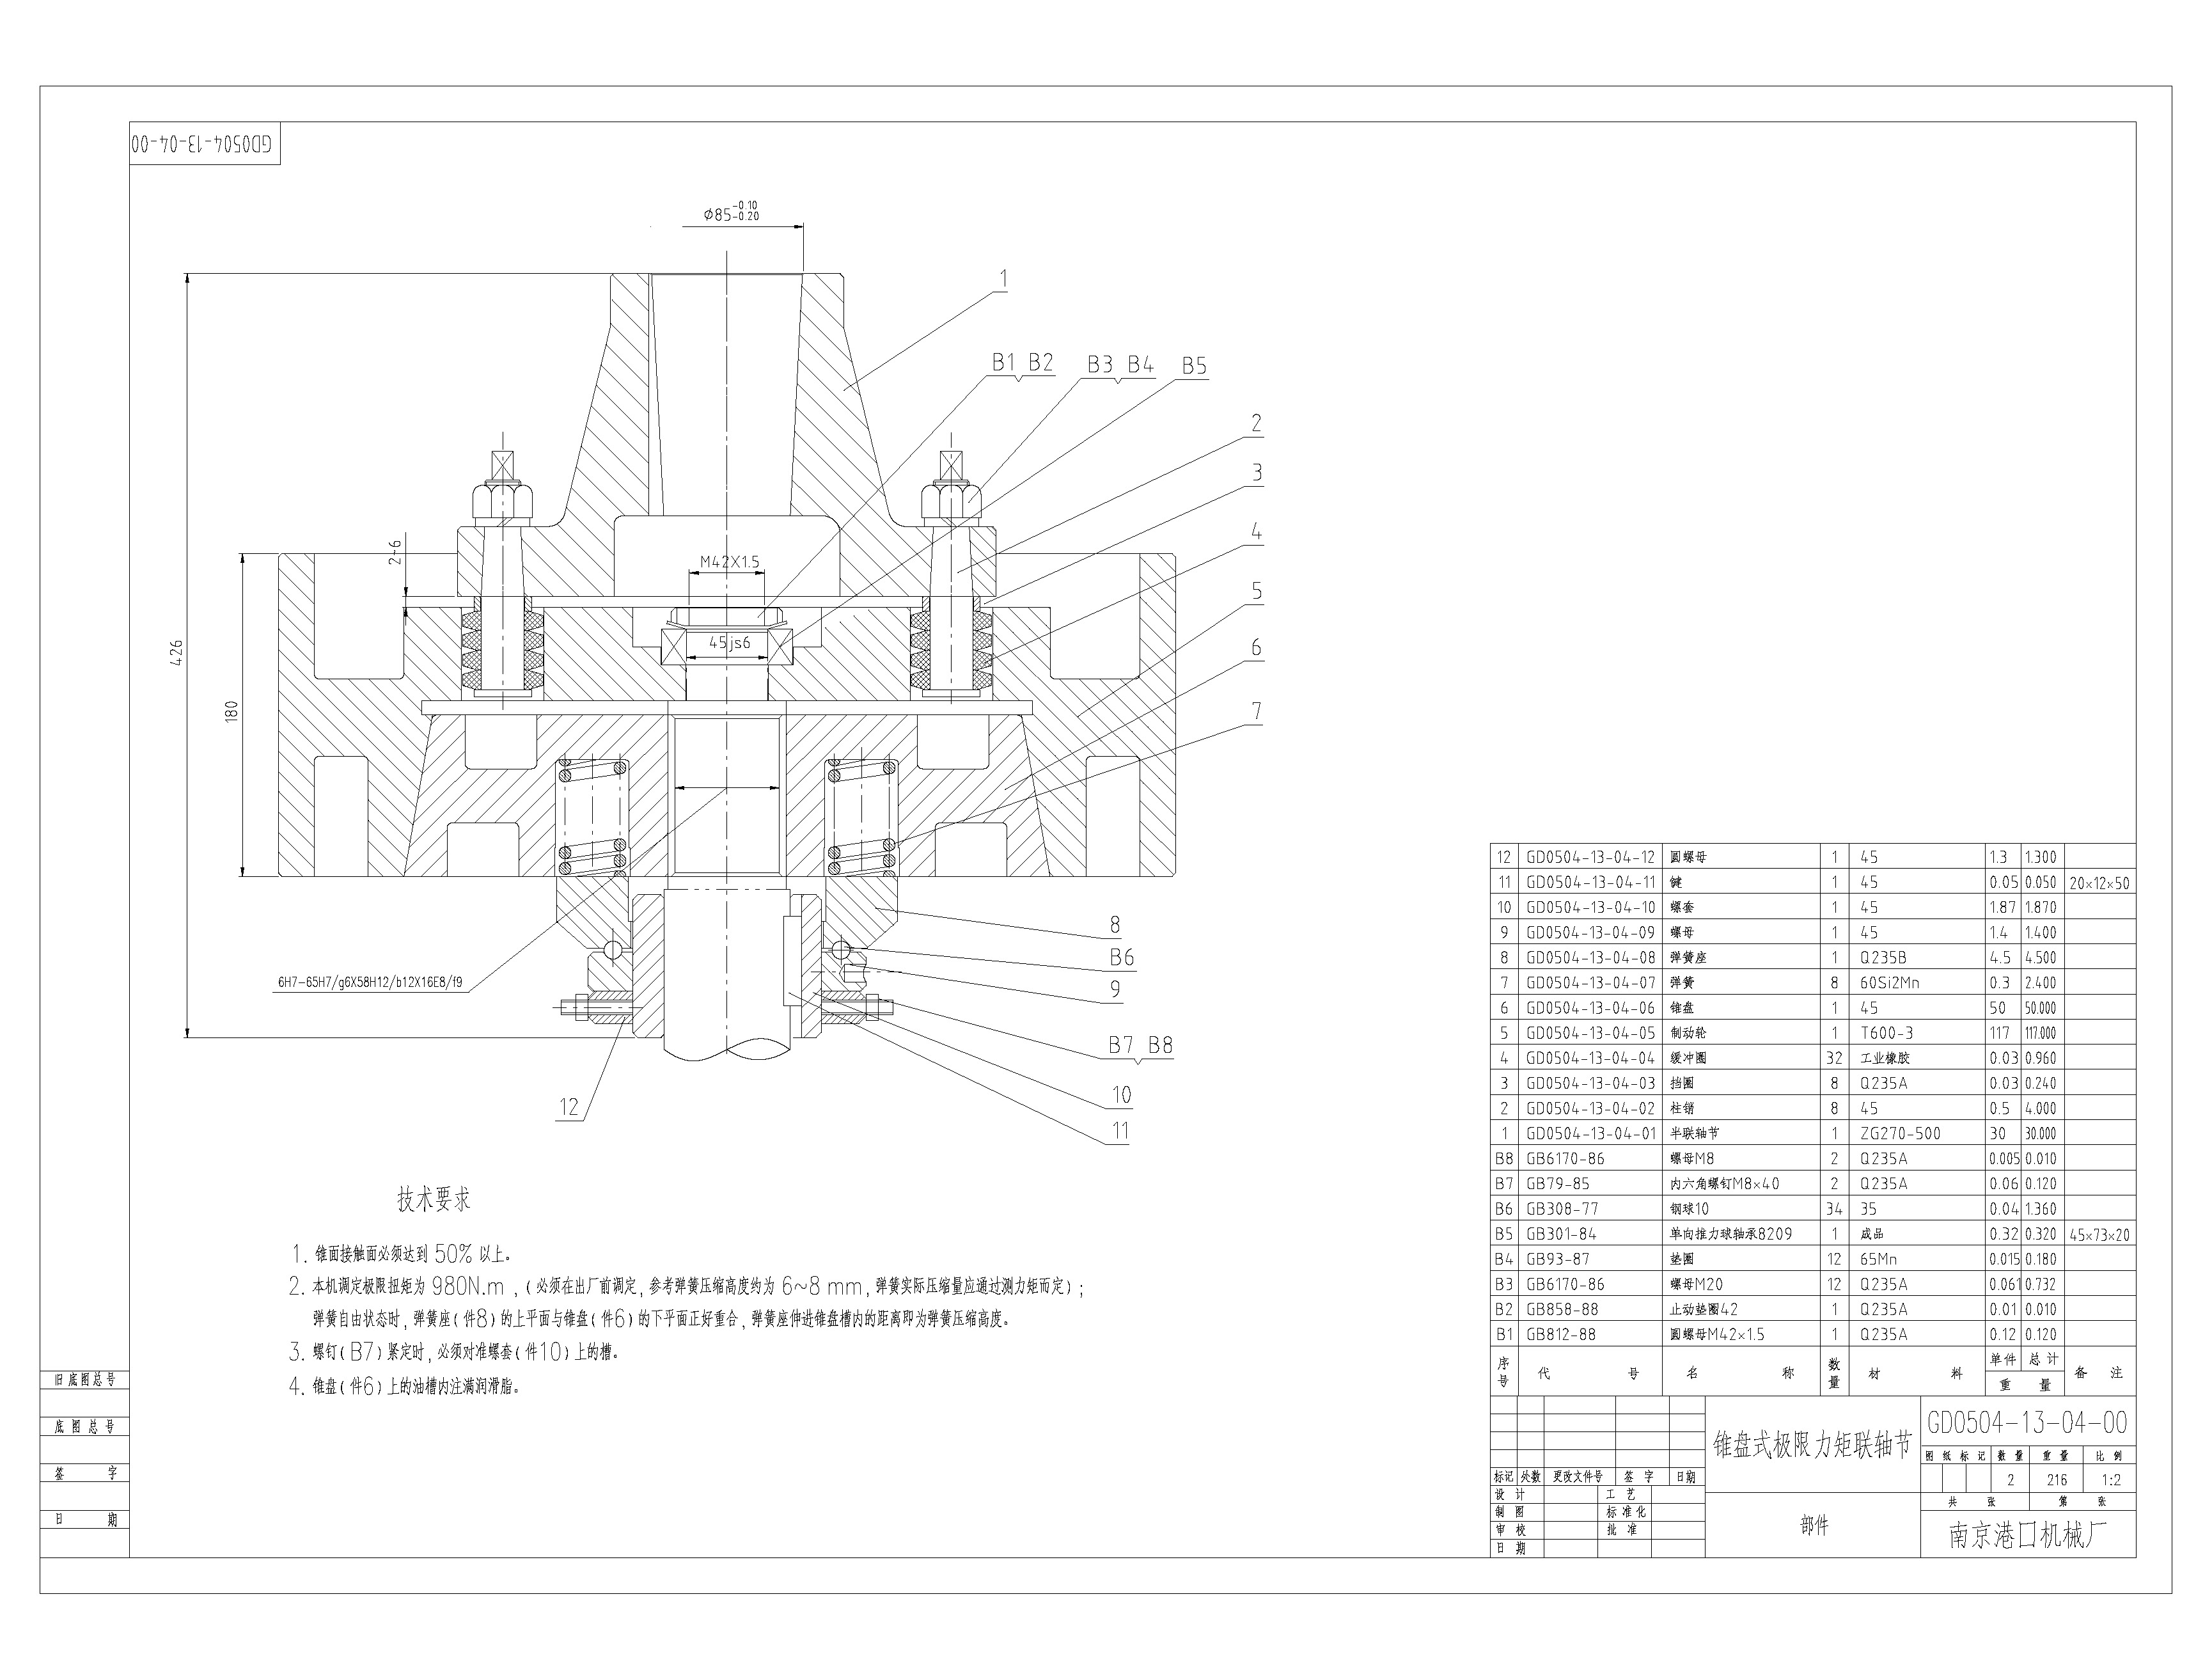 GD0504-13-04-00
Φ85-0.10 -0.20
1
B1 B2
B3 B4
B5
2
3
4
5
6
7
2-6
M42X1.5
45js6
426
180
8
B6
9
6H7-65H7/g6X58H12/b12X16E8/f9
B7 B8
10
12
11
技术要求
1. 锥面接触面必须达到 50% 以上。
2. 本机调定极限扭矩为 980N.m ,(必须在出厂前调定, 参考弹簧压缩高度约为 6~8 mm, 弹簧实际压缩量应通过测力矩而定);
弹簧自由状态时, 弹簧座(件8)的上平面与锥盘(件6)的下平面正好重合, 弹簧座伸进锥盘槽内的距离即为弹簧压缩高度。
3. 螺钉(B7)紧定时, 必须对准螺套(件10)上的槽。
4. 锥盘(件6)上的油槽内注满润滑脂。
12 GD0504-13-04-12 圆螺母 1 45 1.3 1.300
11 GD0504-13-04-11 键 1 45 0.05 0.050 20×12×50
10 GD0504-13-04-10 螺套 1 45 1.87 1.870
9 GD0504-13-04-09 螺母 1 45 1.4 1.400
8 GD0504-13-04-08 弹簧座 1 Q235B 4.5 4.500
7 GD0504-13-04-07 弹簧 8 60Si2Mn 0.3 2.400
6 GD0504-13-04-06 锥盘 1 45 50 50.000
5 GD0504-13-04-05 制动轮 1 T600-3 117 117.000
4 GD0504-13-04-04 缓冲圈 32 工业橡胶 0.03 0.960
3 GD0504-13-04-03 挡圈 8 Q235A 0.03 0.240
2 GD0504-13-04-02 柱销 8 45 0.5 4.000
1 GD0504-13-04-01 半联轴节 1 ZG270-500 30 30.000
B8 GB6170-86 螺母M8 2 Q235A 0.005 0.010
B7 GB79-85 内六角螺钉M8×40 2 Q235A 0.06 0.120
B6 GB308-77 钢球10 34 35 0.04 1.360
B5 GB301-84 单向推力球轴承8209 1 成品 0.32 0.320 45×73×20
B4 GB93-87 垫圈 12 65Mn 0.015 0.180
B3 GB6170-86 螺母M20 12 Q235A 0.061 0.732
B2 GB858-88 止动垫圈42 1 Q235A 0.01 0.010
B1 GB812-88 圆螺母M42×1.5 1 Q235A 0.12 0.120
序号 代号 名称 数量 材料 单件 总计 重量 备注
锥盘式极限力矩联轴节
GD0504-13-04-00
图纸标记 数量 重量 比例
2 216 1:2
共 张 第 张
标记 处数 更改文件号 签字 日期
设计 工艺
制图 标准化
审校 批准
日期
部件
南京港口机械厂
旧底图总号
底图总号
签字
日期